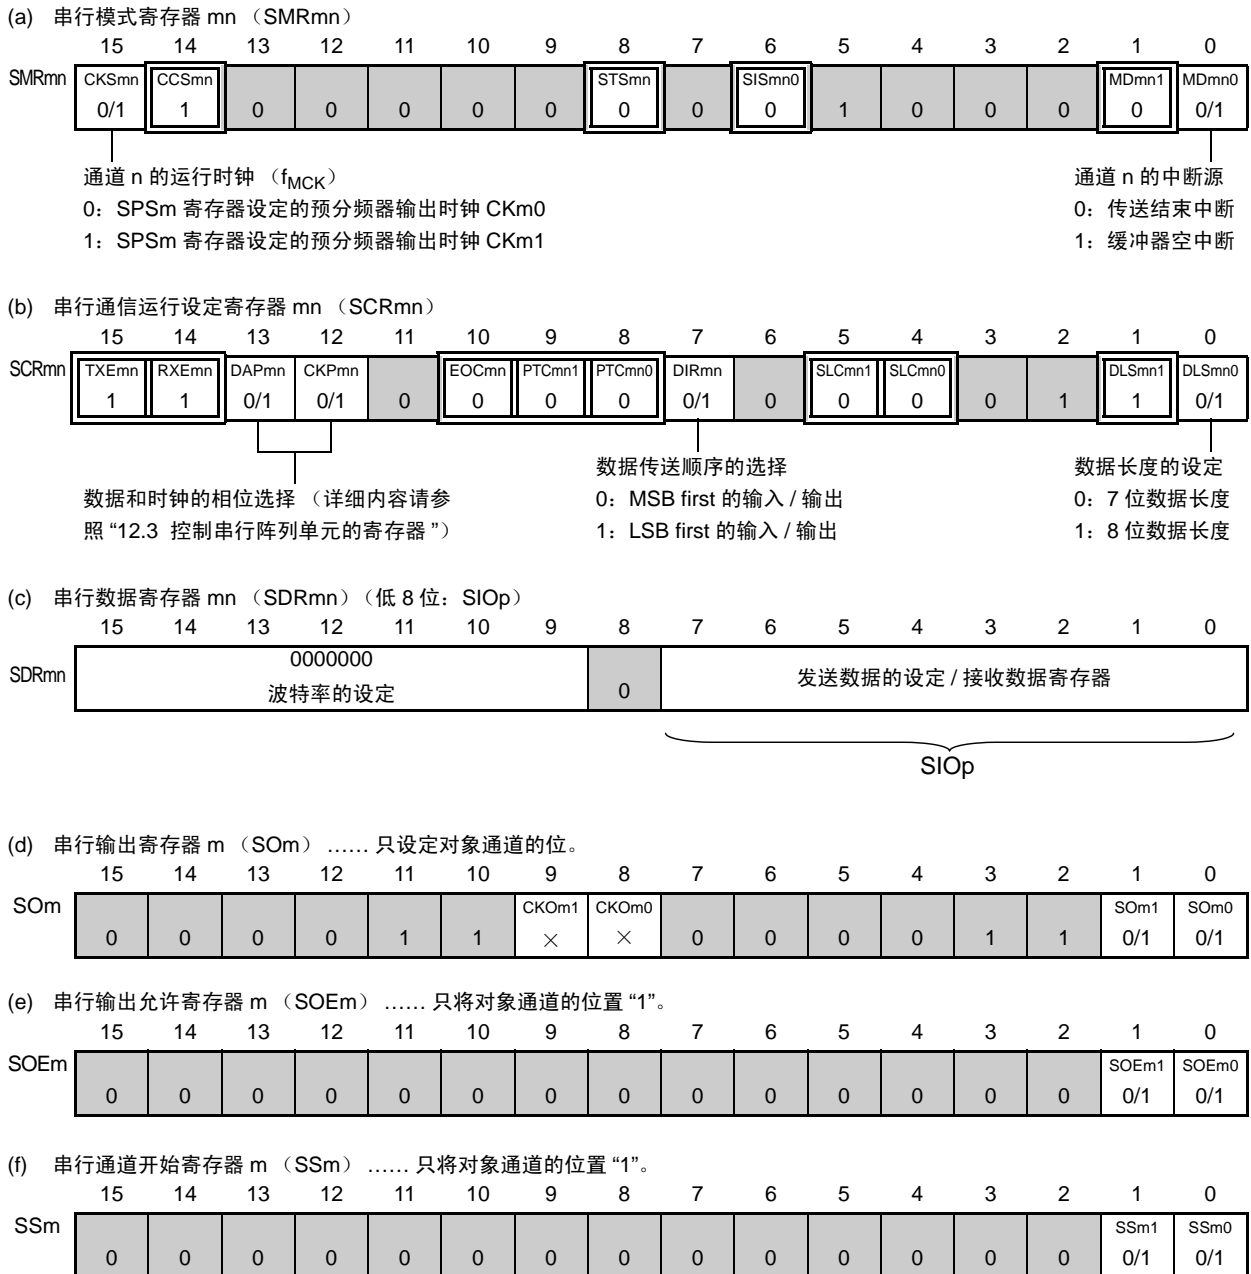 (a) 串行模式寄存器 mn （SMRmn）
15 14 13 12 11 10 9 8 7 6 5 4 3 2 1 0
SMRmn CKSmn CCSmn STSmn SISmn0 MDmn1 MDmn0
0/1 1 0 0 0 0 0 0 0 0 1 0 0 0 0 0/1
通道 n 的运行时钟 （fMCK） 通道 n 的中断源
0：SPSm 寄存器设定的预分频器输出时钟 CKm0 0：传送结束中断
1：SPSm 寄存器设定的预分频器输出时钟 CKm1 1：缓冲器空中断
(b) 串行通信运行设定寄存器 mn （SCRmn）
15 14 13 12 11 10 9 8 7 6 5 4 3 2 1 0
SCRmn TXEmn RXEmn DAPmn CKPmn EOCmn PTCmn1 PTCmn0 DIRmn SLCmn1 SLCmn0 DLSmn1 DLSmn0
1 1 0/1 0/1 0 0 0 0 0/1 0 0 0 0 1 1 0/1
数据传送顺序的选择 数据长度的设定
数据和时钟的相位选择 （详细内容请参 0：MSB first 的输入 / 输出 0：7 位数据长度
照 “12.3 控制串行阵列单元的寄存器 ”） 1：LSB first 的输入 / 输出 1：8 位数据长度
(c) 串行数据寄存器 mn （SDRmn）（低 8 位：SIOp）
15 14 13 12 11 10 9 8 7 6 5 4 3 2 1 0
SDRmn 0000000
波特率的设定 0 发送数据的设定 / 接收数据寄存器
SIOp
(d) 串行输出寄存器 m （SOm） …… 只设定对象通道的位。
15 14 13 12 11 10 9 8 7 6 5 4 3 2 1 0
SOm CKOm1 CKOm0 SOm1 SOm0
0 0 0 0 1 1 × × 0 0 0 0 1 1 0/1 0/1
(e) 串行输出允许寄存器 m （SOEm） …… 只将对象通道的位置 “1”。
15 14 13 12 11 10 9 8 7 6 5 4 3 2 1 0
SOEm SOEm1 SOEm0
0 0 0 0 0 0 0 0 0 0 0 0 0 0 0/1 0/1
(f) 串行通道开始寄存器 m （SSm） …… 只将对象通道的位置 “1”。
15 14 13 12 11 10 9 8 7 6 5 4 3 2 1 0
SSm SSm1 SSm0
0 0 0 0 0 0 0 0 0 0 0 0 0 0 0/1 0/1